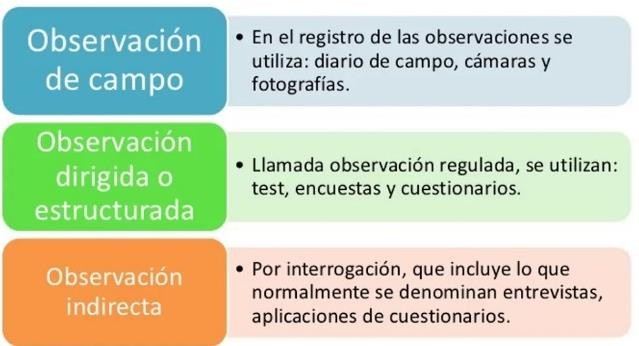 Observación
de campo
• En el registro de las observaciones se
utiliza: diario de campo, cámaras y
fotografías.
Observación
dirigida o
estructurada
• Llamada observación regulada, se utilizan:
test, encuestas y cuestionarios.
Observación
indirecta
• Por interrogación, que incluye lo que
normalmente se denominan entrevistas,
aplicaciones de cuestionarios.